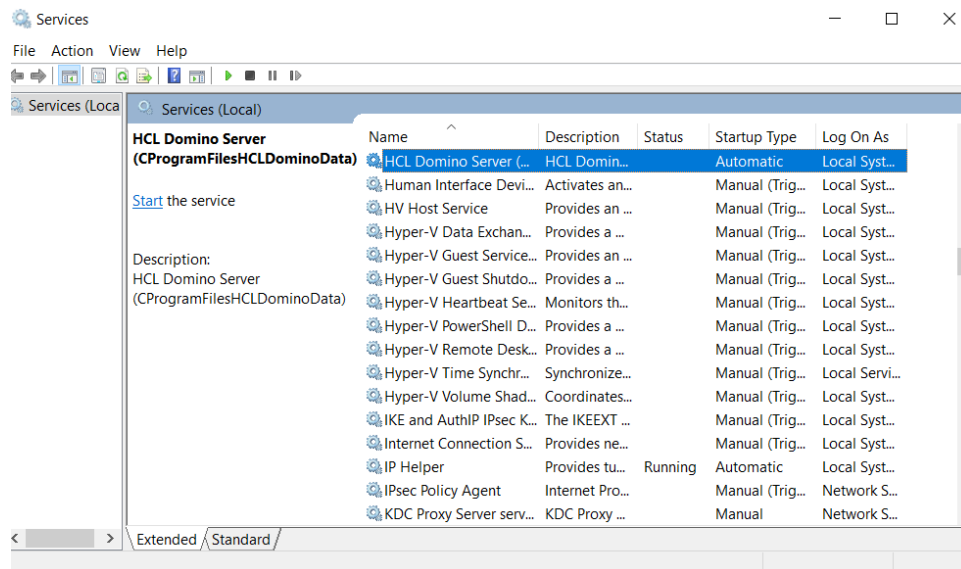 Services
File Action View Help
Services (Loca
Services (Local)
HCL Domino Server
(CProgramFilesHCLDominoData)
Start the service
Description:
HCL Domino Server
(CProgramFilesHCLDominoData)
Name Description Status Startup Type Log On As
HCL Domino Server (... HCL Domin... Automatic Local Syst...
Human Interface Devi... Activates an... Manual (Trig... Local Syst...
HV Host Service Provides an ... Manual (Trig... Local Syst...
Hyper-V Data Exchan... Provides a ... Manual (Trig... Local Syst...
Hyper-V Guest Service... Provides an ... Manual (Trig... Local Syst...
Hyper-V Guest Shutdo... Provides a ... Manual (Trig... Local Syst...
Hyper-V Heartbeat Se... Monitors th... Manual (Trig... Local Syst...
Hyper-V PowerShell D... Provides a ... Manual (Trig... Local Syst...
Hyper-V Remote Desk... Provides a ... Manual (Trig... Local Syst...
Hyper-V Time Synchr... Synchronize... Manual (Trig... Local Servi...
Hyper-V Volume Shad... Coordinates... Manual (Trig... Local Syst...
IKE and AuthIP IPsec K... The IKEEXT ... Manual (Trig... Local Syst...
Internet Connection S... Provides ne... Manual (Trig... Local Syst...
IP Helper Provides tu... Running Automatic Local Syst...
IPsec Policy Agent Internet Pro... Manual (Trig... Network S...
KDC Proxy Server serv... KDC Proxy ... Manual Network S...
Extended Standard